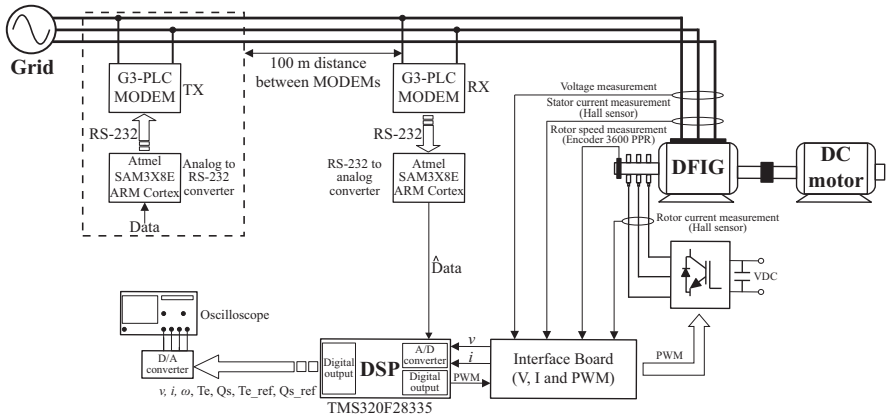 Grid
G3-PLC
MODEM
TX
RS-232
Atmel
SAM3X8E
ARM Cortex
Analog to
RS-232
converter
Data
100 m distance
between MODEMs
G3-PLC
MODEM
RX
RS-232
RS-232 to
analog
converter
Atmel
SAM3X8E
ARM Cortex
D̂ata
Voltage measurement
Stator current measurement
(Hall sensor)
Rotor speed measurement
(Encoder 3600 PPR)
DFIG
DC
motor
Rotor current measurement
(Hall sensor)
VDC
Oscilloscope
D/A
converter
v, i, ω, Te, Qs, Te_ref, Qs_ref
Digital
output
DSP
A/D
converter
Digital
output
TMS320F28335
v
i
PWM
Interface Board
(V, I and PWM)
PWM